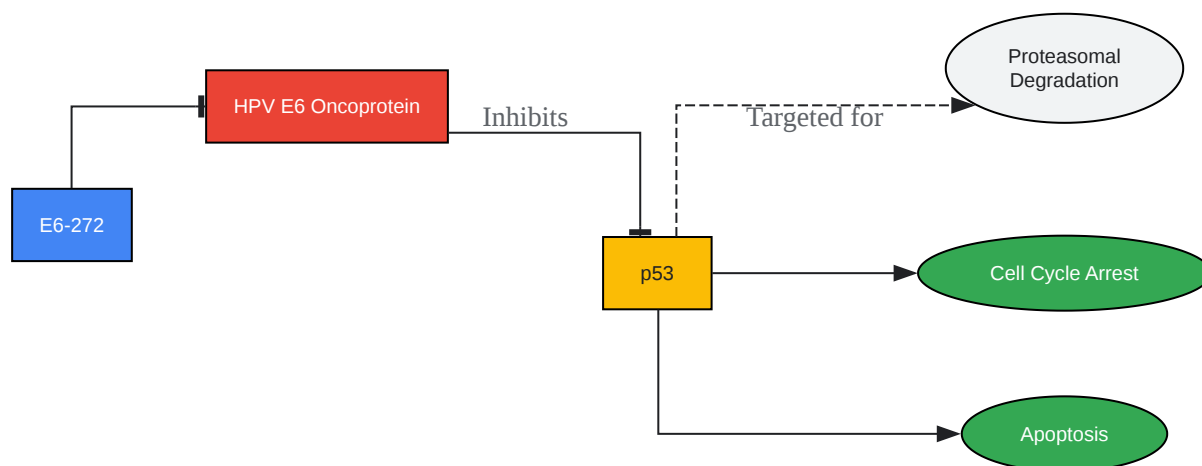 Proteasomal
Degradation
HPV E6 Oncoprotein
Inhibits
Targeted for
E6-272
p53
Cell Cycle Arrest
Apoptosis